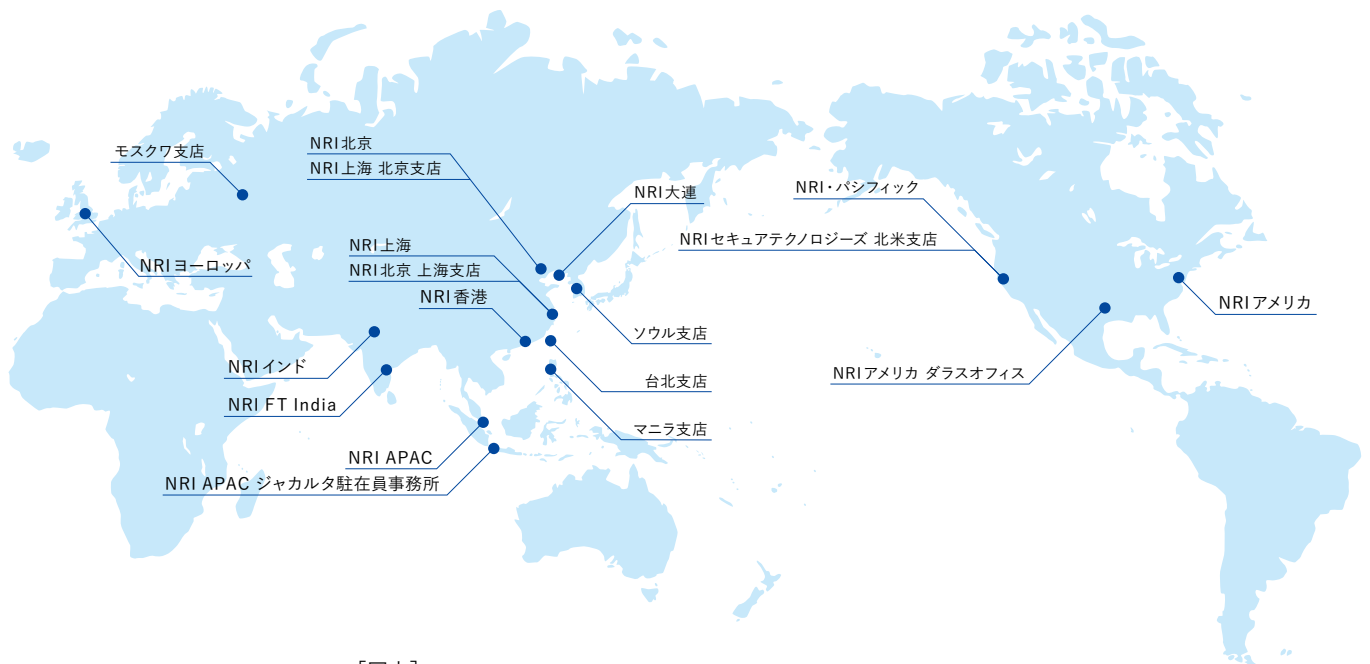 モスクワ支店
NRIヨーロッパ
NRI北京
NRI上海 北京支店
NRI上海
NRI北京 上海支店
NRI香港
NRIインド
NRI FT India
NRI APAC
NRI APAC ジャカルタ駐在員事務所
NRI大連
ソウル支店
台北支店
マニラ支店
NRI・パシフィック
NRIセキュアテクノロジーズ 北米支店
NRIアメリカ
NRIアメリカ ダラスオフィス